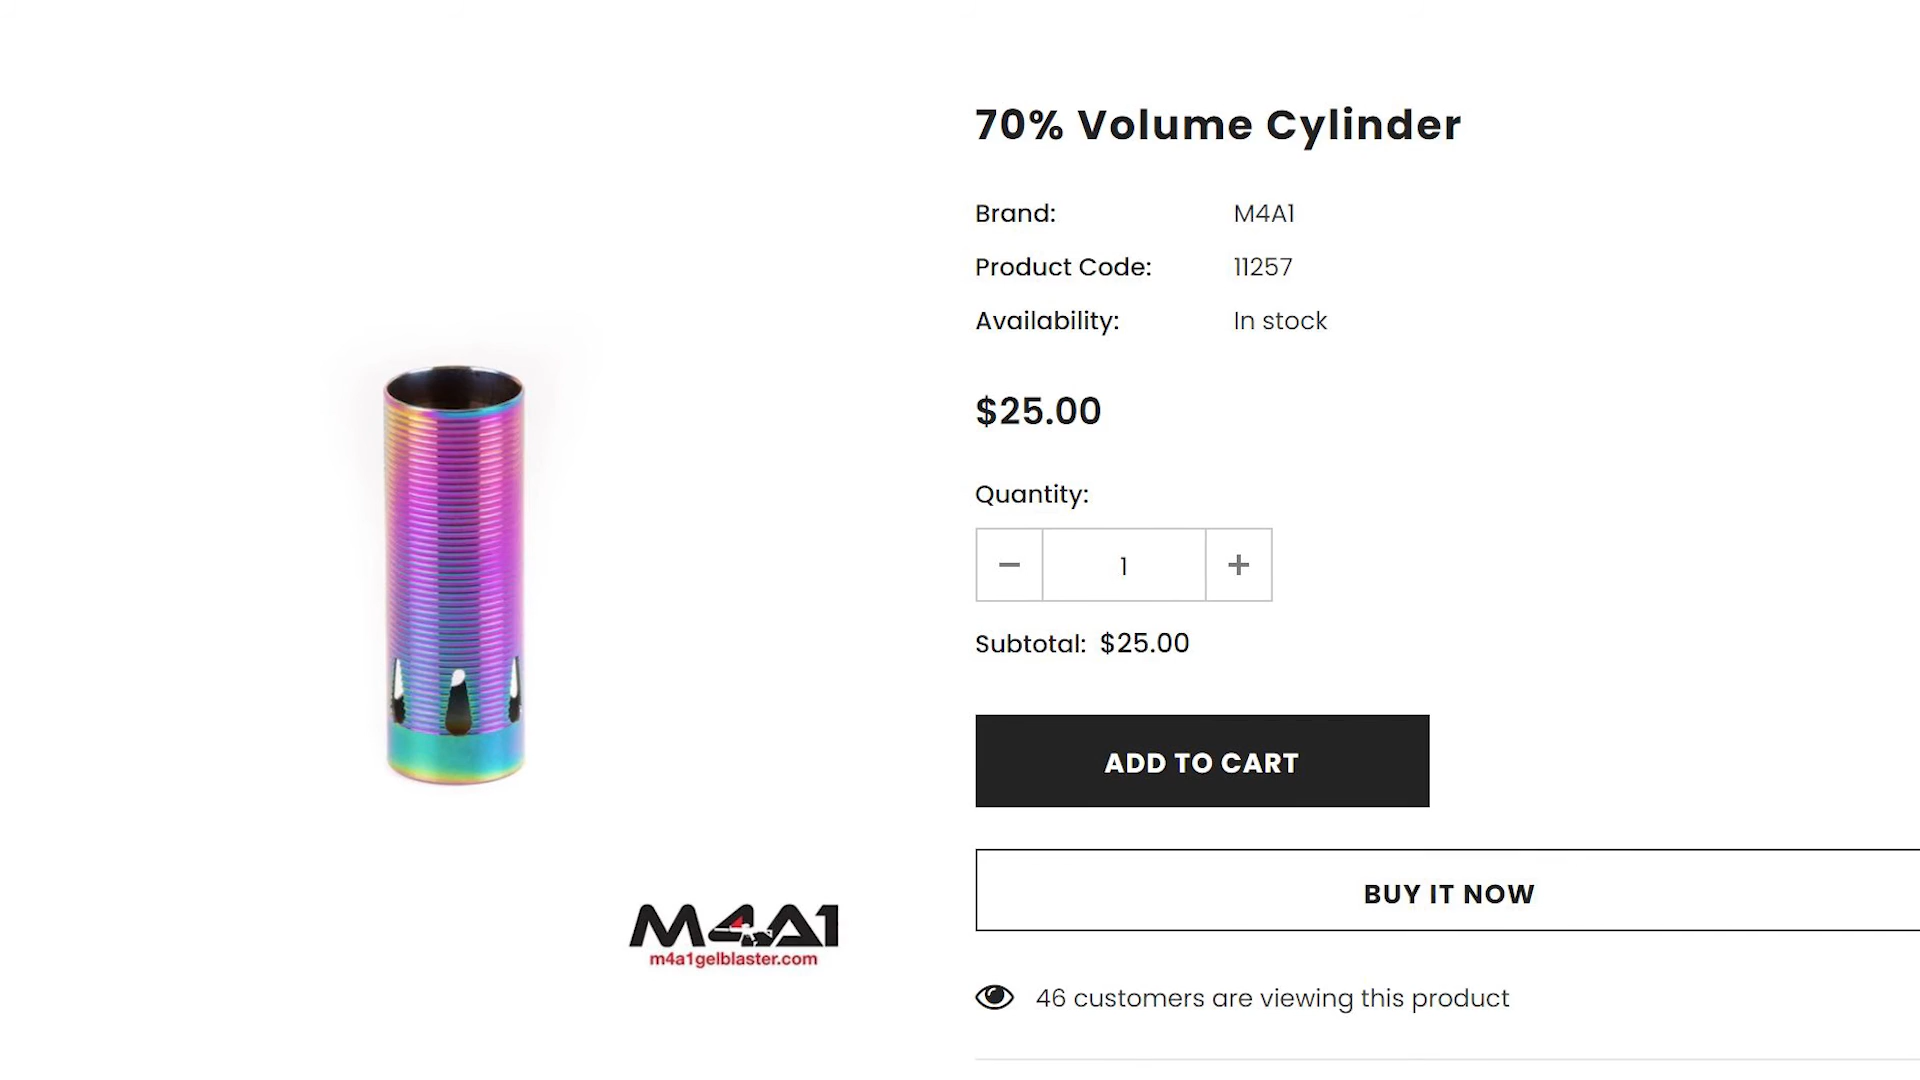 70% Volume Cylinder
Brand: M4A1
Product Code: 11257
Availability: In stock
$25.00
Quantity:
− 1 +
Subtotal: $25.00
ADD TO CART
BUY IT NOW
46 customers are viewing this product
M4A1
m4a1gelblaster.com